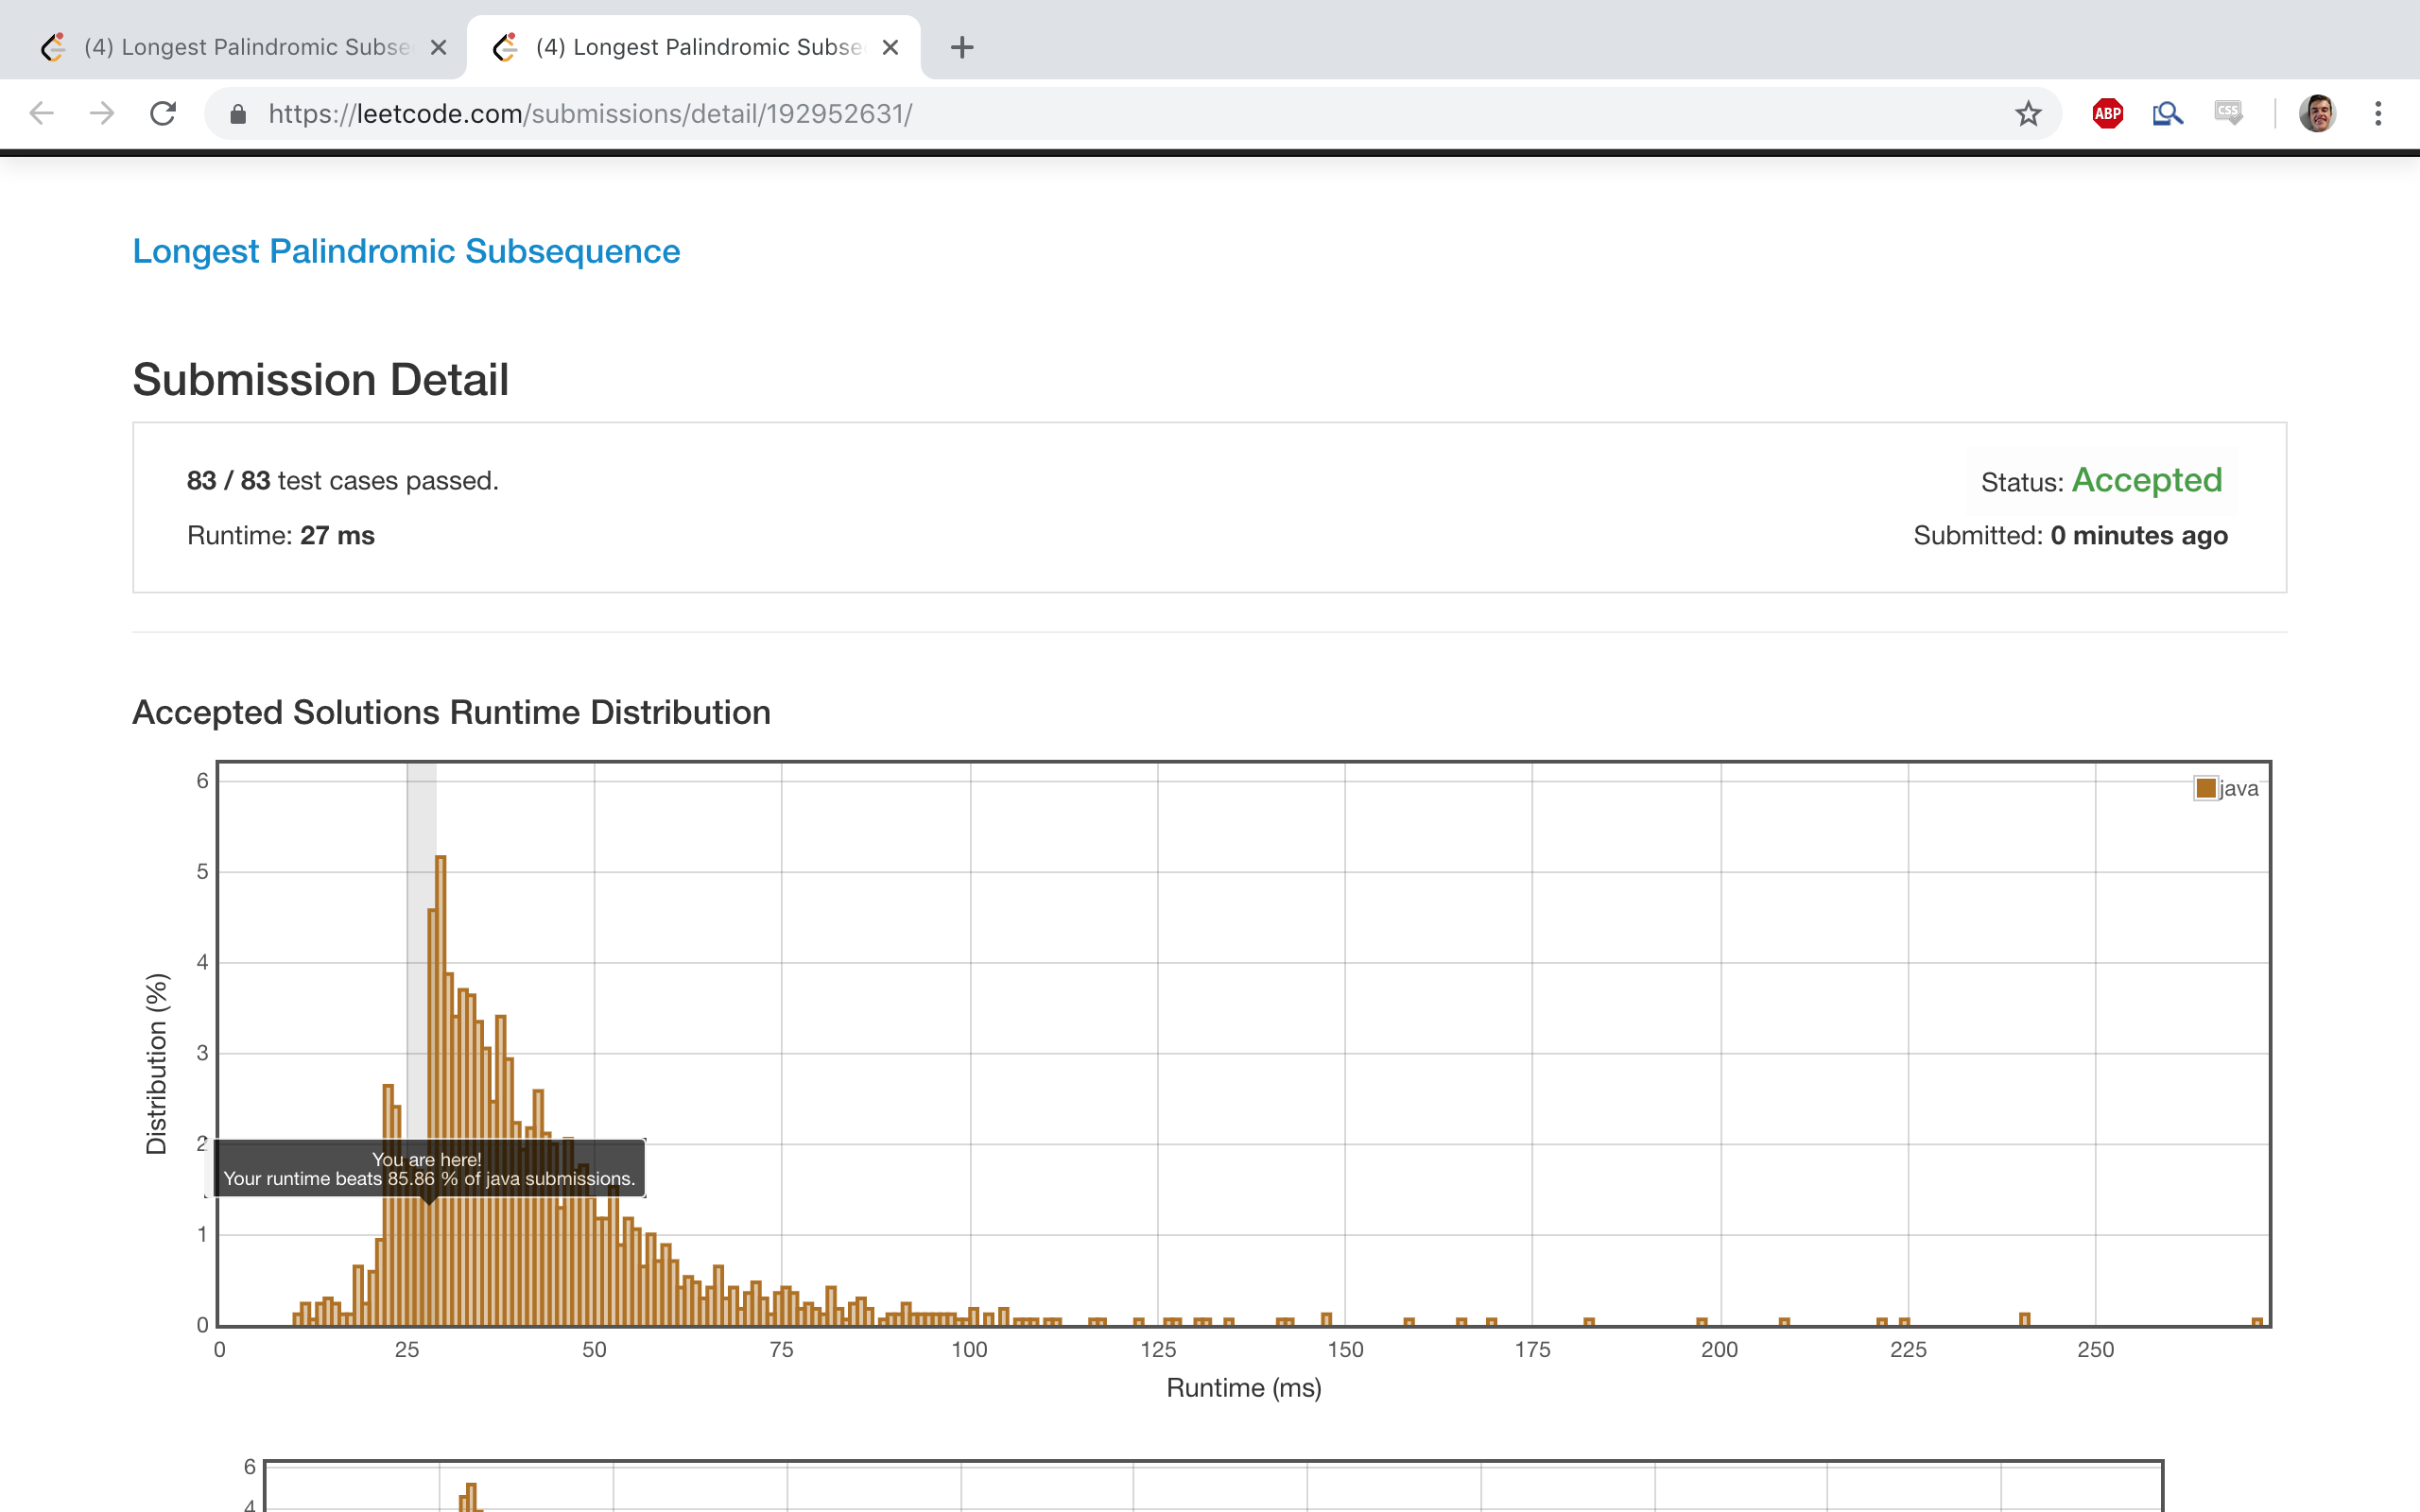 (4) Longest Palindromic Subse
(4) Longest Palindromic Subse
https://leetcode.com/submissions/detail/192952631/
ABP
CSS
Longest Palindromic Subsequence
Submission Detail
83 / 83 test cases passed.
Status: Accepted
Runtime: 27 ms
Submitted: 0 minutes ago
Accepted Solutions Runtime Distribution
java
6
5
4
3
2
1
0
Distribution (%)
You are here!
Your runtime beats 85.86 % of java submissions.
0 25 50 75 100 125 150 175 200 225 250
Runtime (ms)
6
4